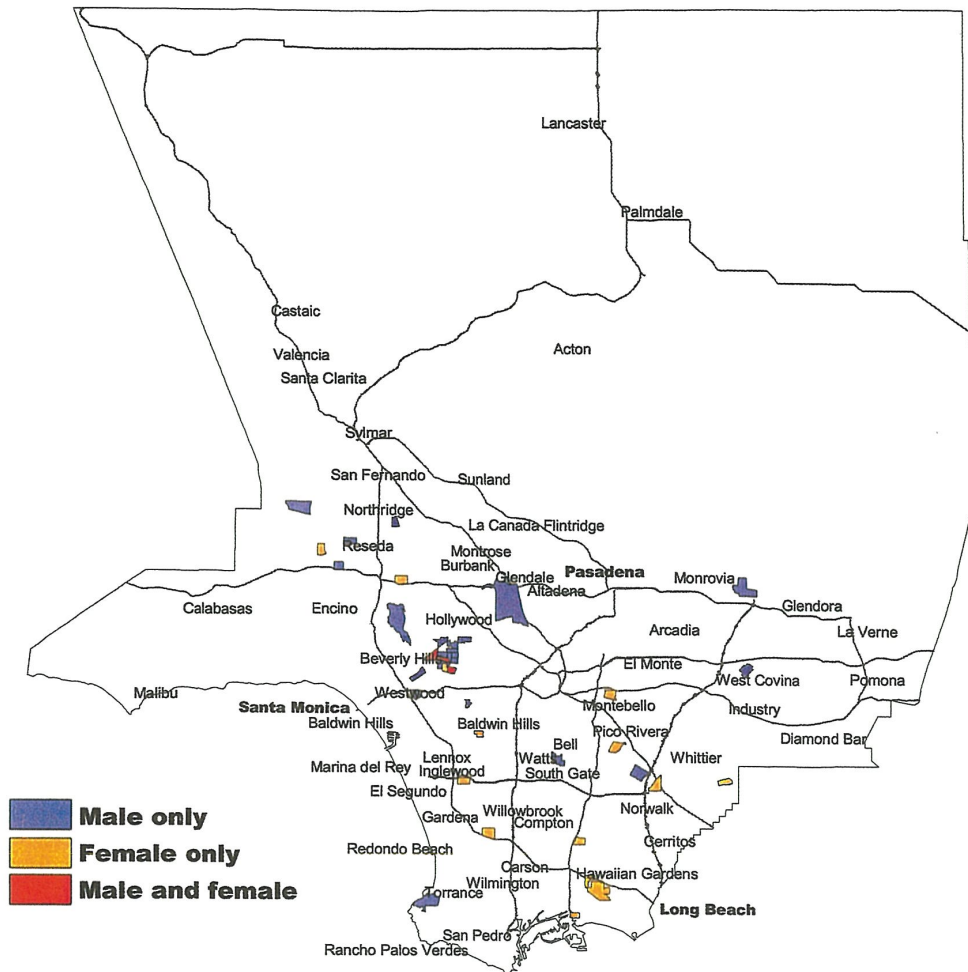 Lancaster
Palmdale
Castaic
Acton
Valencia
Santa Clarita
Sylmar
San Fernando
Sunland
Northridge
La Canada Flintridge
Reseda
Montrose
Burbank
Glendale
Pasadena
Monrovia
Altadena
Calabasas
Encino
Hollywood
Glendora
Arcadia
La Verne
Beverly Hills
El Monte
West Covina
Pomona
Malibu
Westwood
Santa Monica
Montebello
Industry
Baldwin Hills
Baldwin Hills
Pico Rivera
Diamond Bar
Bell
Whittier
Marina del Rey
Lennox
Watts
Inglewood
South Gate
El Segundo
Norwalk
Gardena
Willowbrook
Compton
Redondo Beach
Cerritos
Carson
Hawaiian Gardens
Wilmington
Torrance
Long Beach
San Pedro
Rancho Palos Verdes
Male only
Female only
Male and female